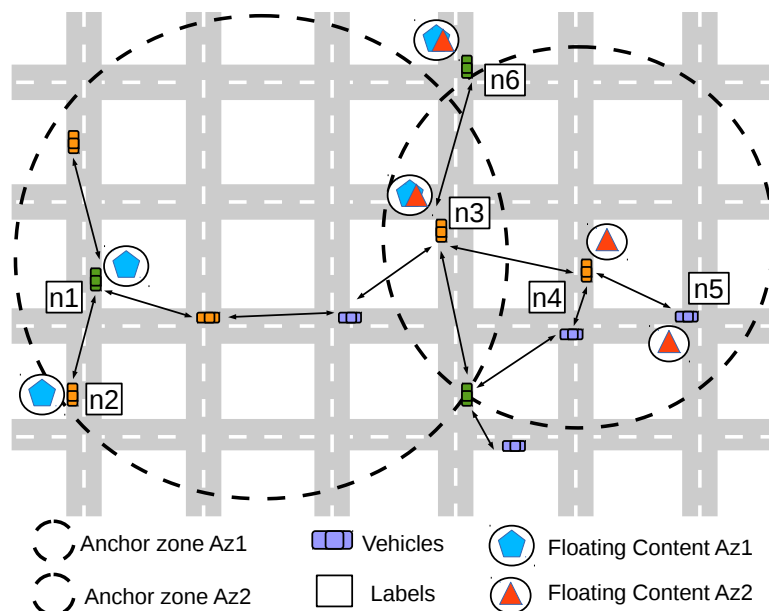 n6
n3
n1
n4
n5
n2
Anchor zone Az1
Vehicles
Floating Content Az1
Anchor zone Az2
Labels
Floating Content Az2